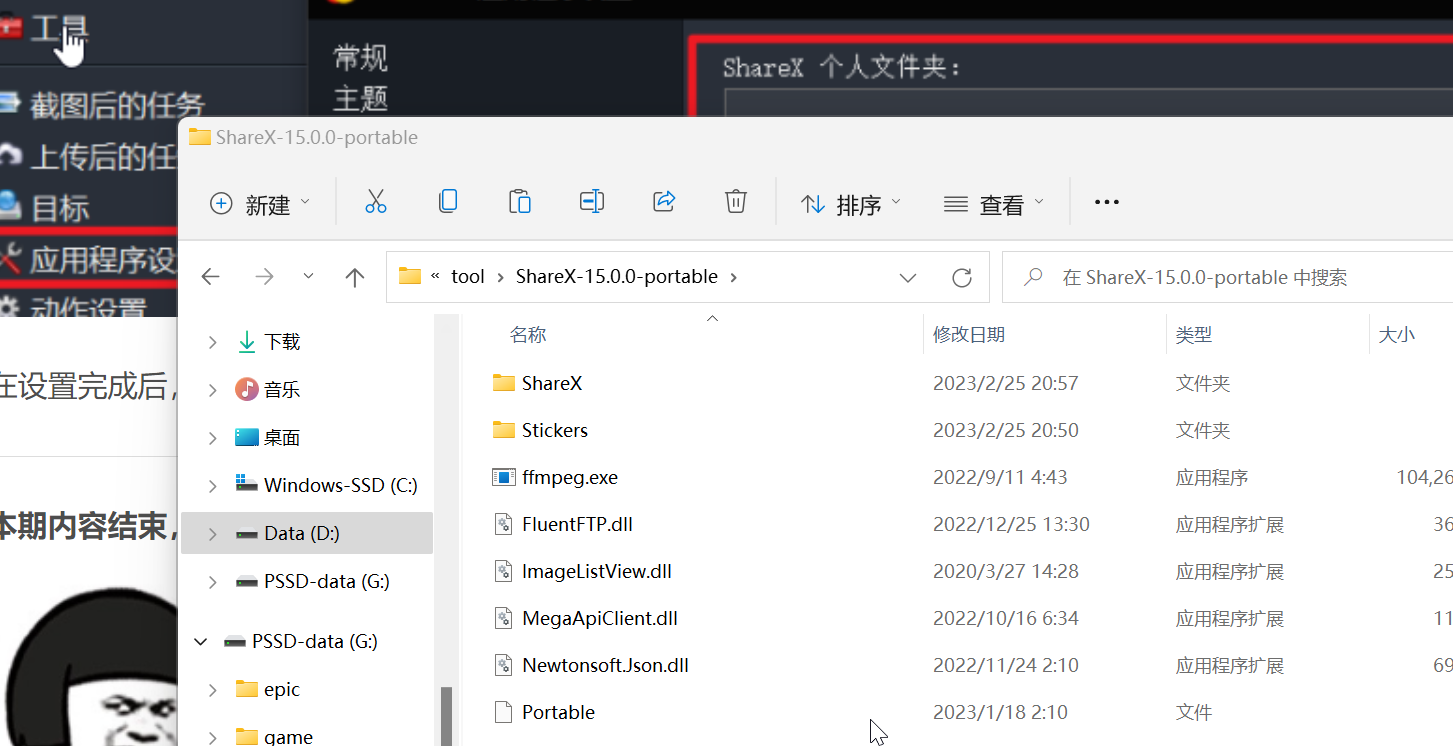 工具
常规
ShareX 个人文件夹：
主题
截图后的任务
上传后的任
目标
应用程序设
动作设置
在设置完成后，
本期内容结束，
ShareX-15.0.0-portable
新建
排序
查看
« tool › ShareX-15.0.0-portable ›
在 ShareX-15.0.0-portable 中搜索
下载
音乐
桌面
Windows-SSD (C:)
Data (D:)
PSSD-data (G:)
PSSD-data (G:)
epic
game
名称 修改日期 类型 大小
ShareX 2023/2/25 20:57 文件夹
Stickers 2023/2/25 20:50 文件夹
ffmpeg.exe 2022/9/11 4:43 应用程序 104,26
FluentFTP.dll 2022/12/25 13:30 应用程序扩展 36
ImageListView.dll 2020/3/27 14:28 应用程序扩展 25
MegaApiClient.dll 2022/10/16 6:34 应用程序扩展 11
Newtonsoft.Json.dll 2022/11/24 2:10 应用程序扩展 69
Portable 2023/1/18 2:10 文件